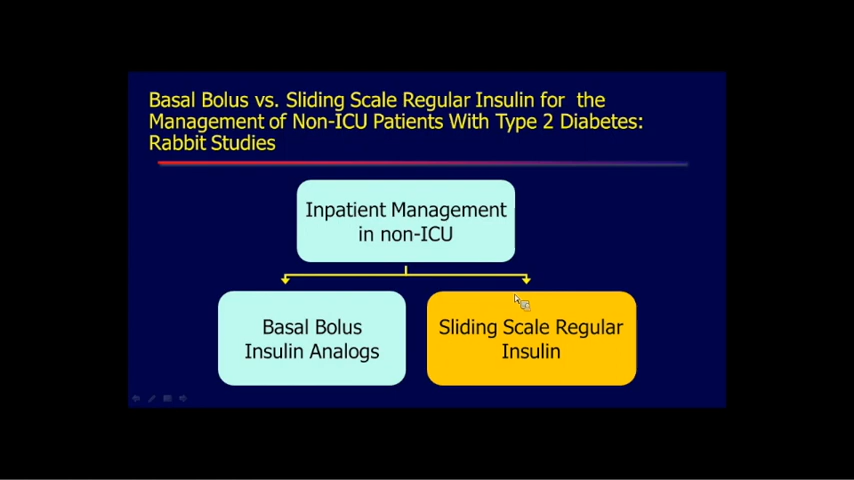 Basal Bolus vs. Sliding Scale Regular Insulin for the
Management of Non-ICU Patients With Type 2 Diabetes:
Rabbit Studies
Inpatient Management
in non-ICU
Basal Bolus
Insulin Analogs
Sliding Scale Regular
Insulin